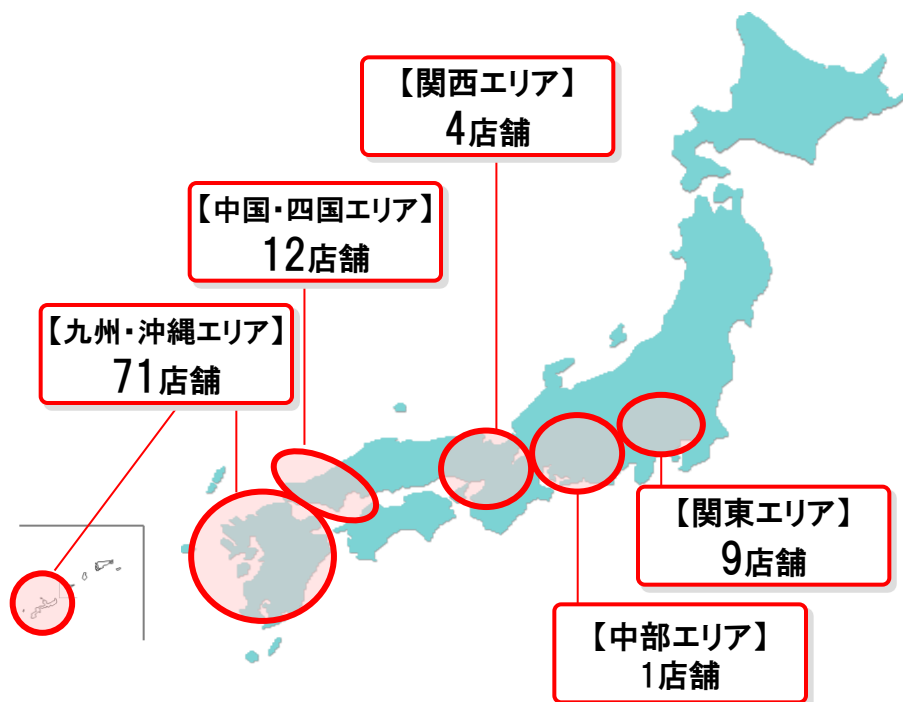 【関西エリア】
4店舗
【中国・四国エリア】
12店舗
【九州・沖縄エリア】
71店舗
【関東エリア】
9店舗
【中部エリア】
1店舗